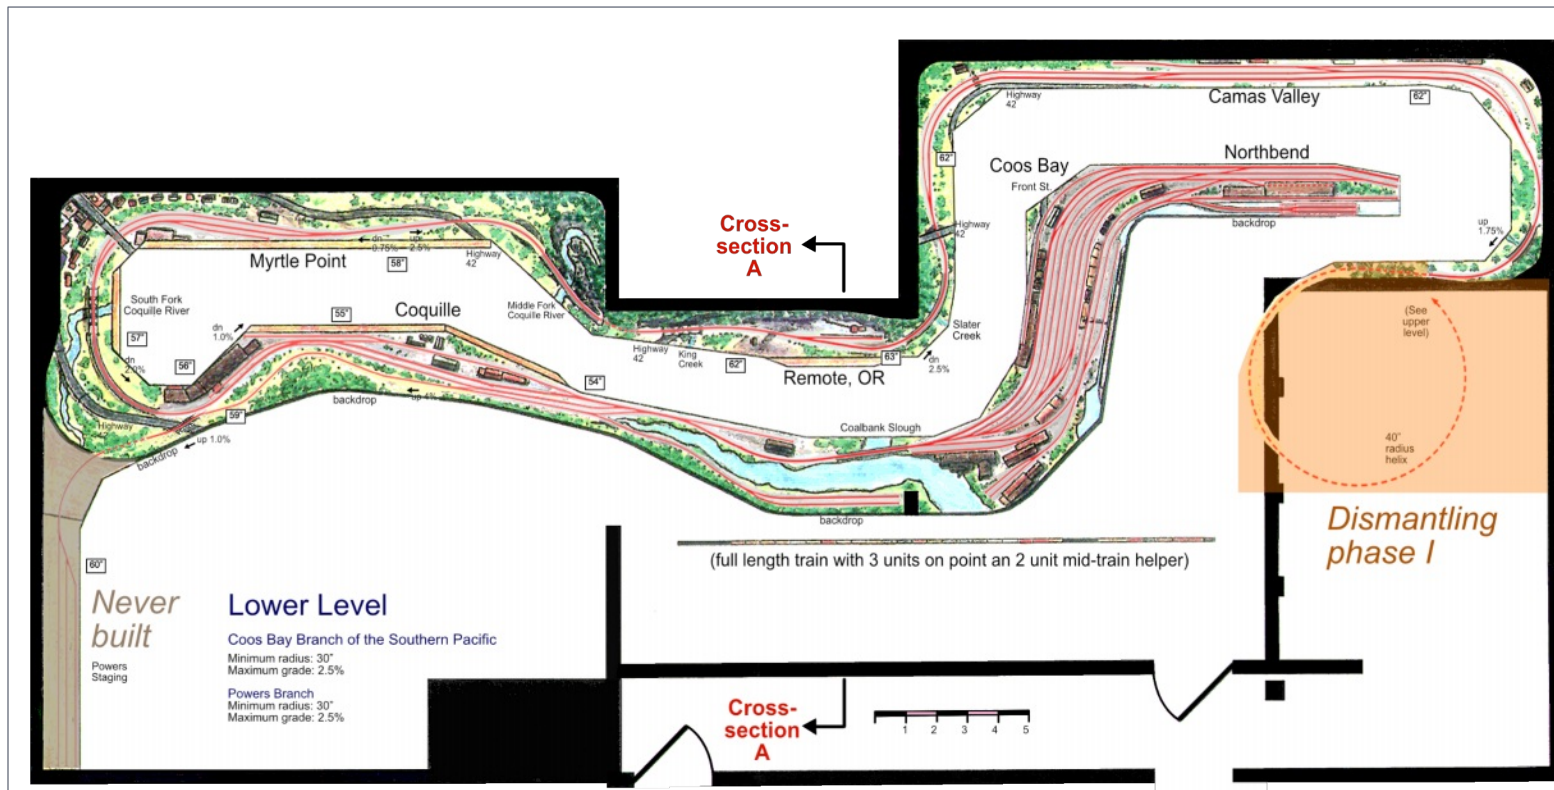 Highway
42
Camas Valley
62"
Coos Bay
Northbend
Front St.
backdrop
62"
Highway
42
up
1.75%
Cross-
section
A
dn
0.75%
up
2.5%
Highway
42
Myrtle Point
58"
South Fork
Coquille River
Coquille
Middle Fork
Coquille River
55"
dn
1.0%
57"
dn
2.0%
56"
Highway
42
King
Creek
62"
63"
Remote, OR
Slater
Creek
dn
2.5%
(See
upper
level)
54"
backdrop
up .4%
59"
Highway
42
up 1.0%
backdrop
Coalbank Slough
40"
radius
helix
backdrop
Dismantling
phase I
(full length train with 3 units on point an 2 unit mid-train helper)
60"
Never
built
Powers
Staging
Lower Level
Coos Bay Branch of the Southern Pacific
Minimum radius: 30"
Maximum grade: 2.5%
Powers Branch
Minimum radius: 30"
Maximum grade: 2.5%
Cross-
section
A
1 2 3 4 5